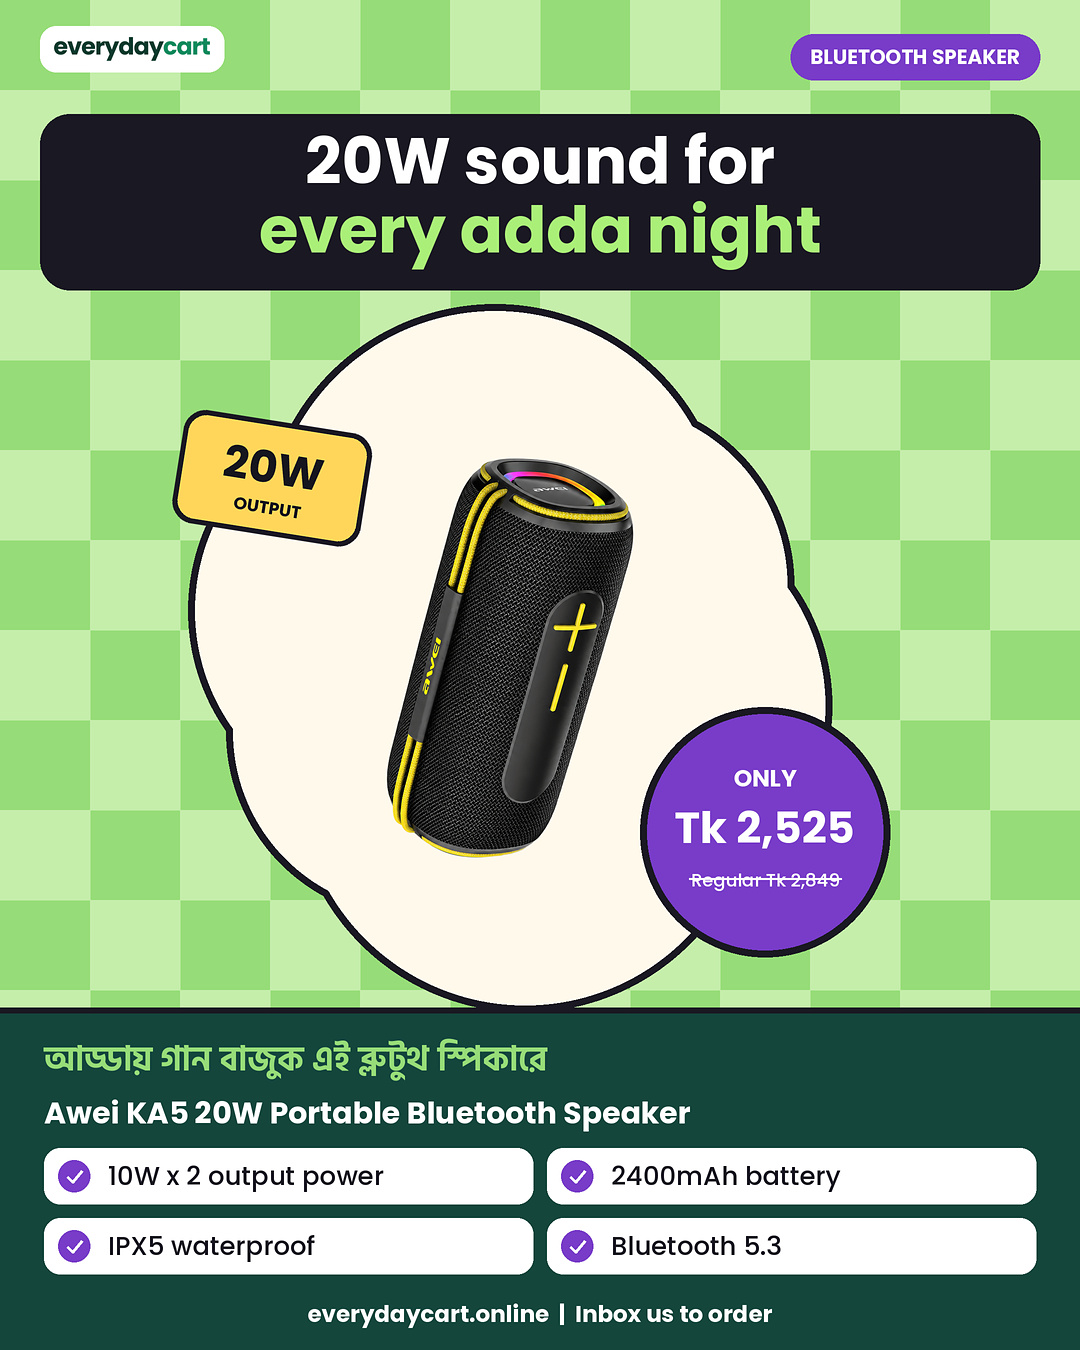 everydaycart
BLUETOOTH SPEAKER
20W sound for
every adda night
20W
OUTPUT
awei
awei
ONLY
Tk 2,525
Regular Tk 2,849
আড্ডায় গান বাজুক এই ব্লুটুথ স্পিকারে
Awei KA5 20W Portable Bluetooth Speaker
10W x 2 output power
2400mAh battery
IPX5 waterproof
Bluetooth 5.3
everydaycart.online | Inbox us to order